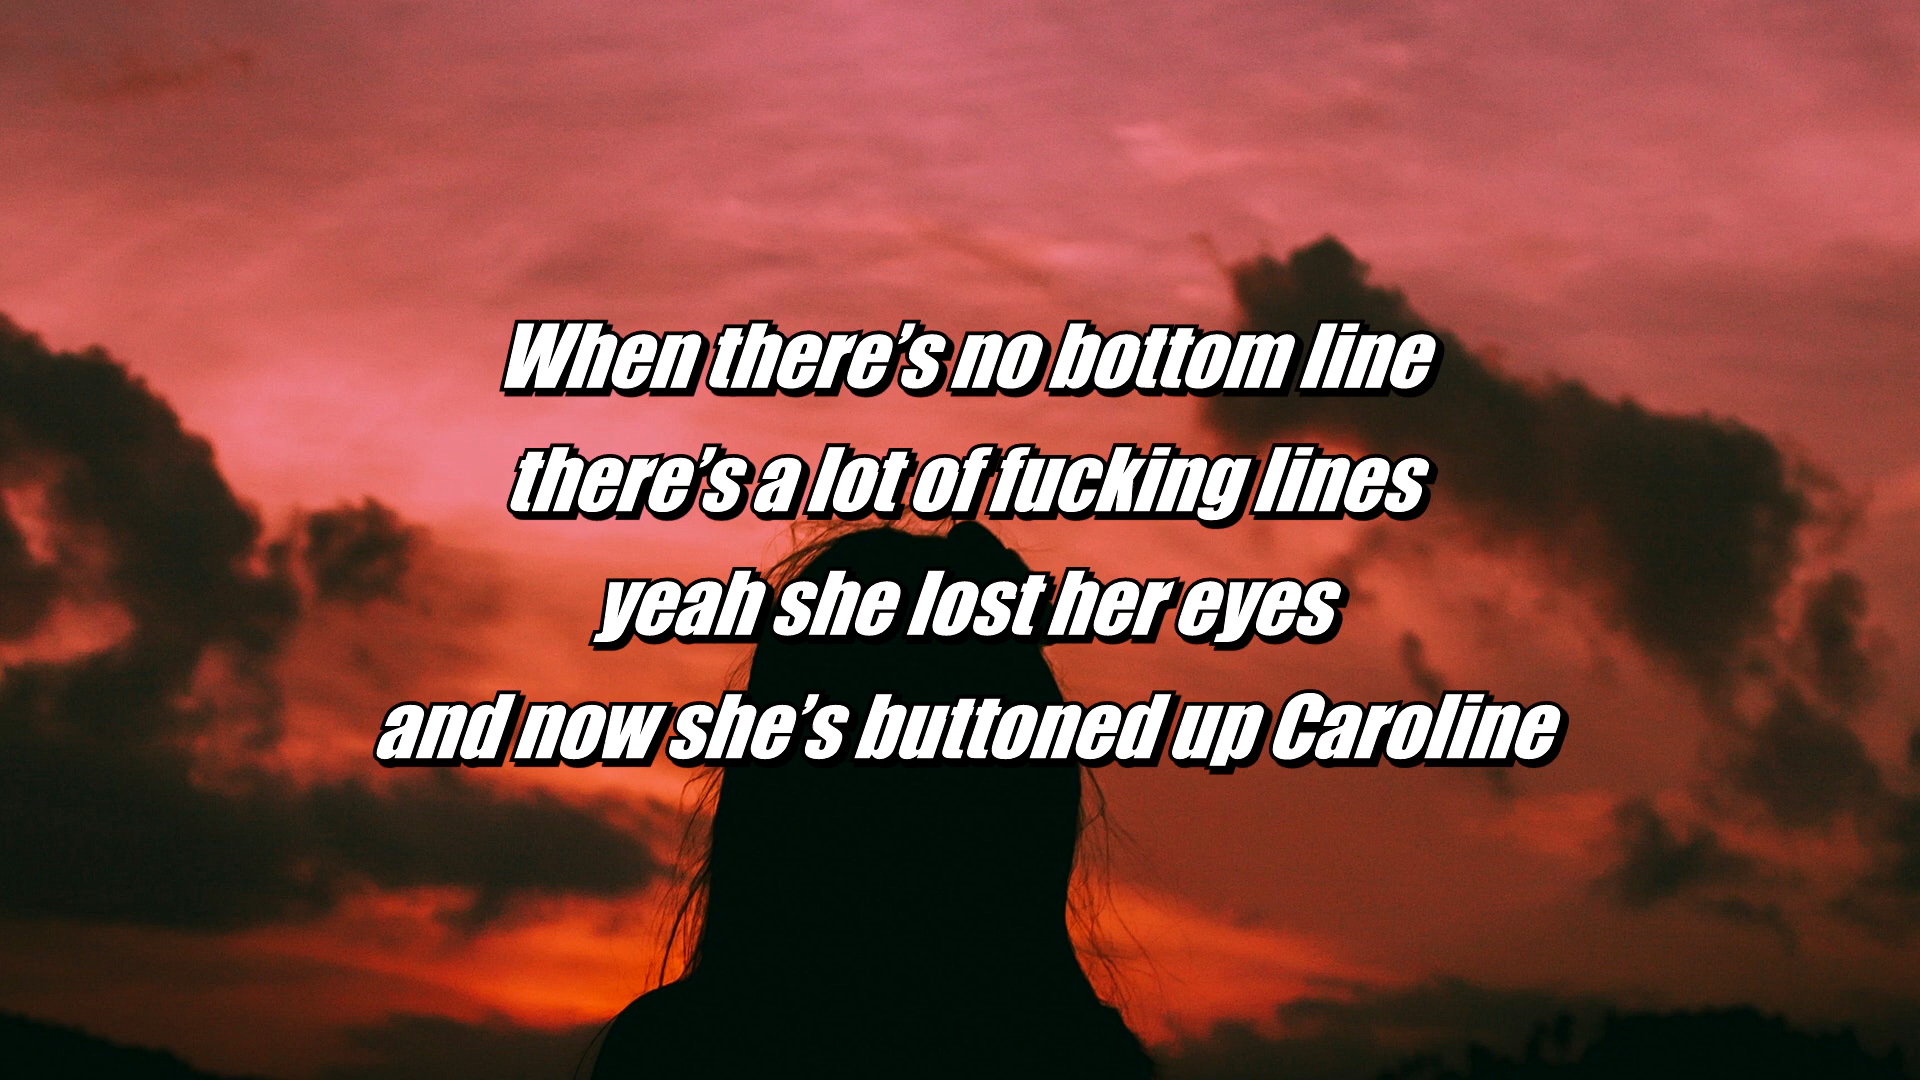 When there’s no bottom line
there’s a lot of fucking lines
yeah she lost her eyes
and now she’s buttoned up Caroline